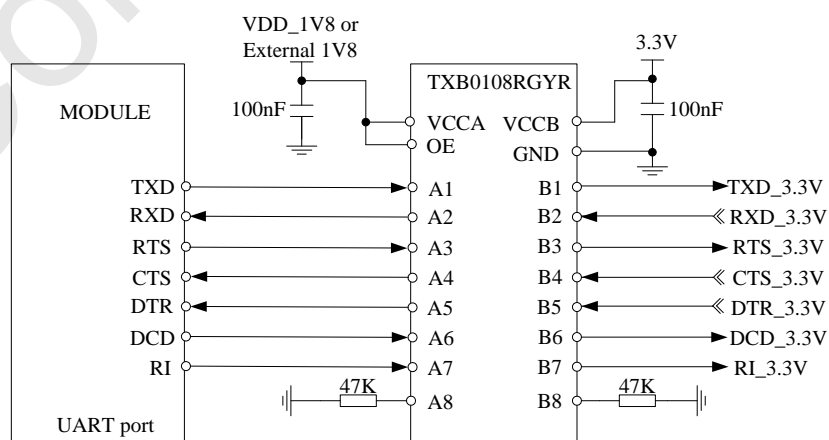 VDD_1V8 or
External 1V8
3.3V
TXB0108RGYR
MODULE
100nF
100nF
VCCA
VCCB
OE
GND
TXD
A1
B1
TXD_3.3V
RXD
A2
B2
RXD_3.3V
RTS
A3
B3
RTS_3.3V
CTS
A4
B4
CTS_3.3V
DTR
A5
B5
DTR_3.3V
DCD
A6
B6
DCD_3.3V
RI
A7
B7
RI_3.3V
47K
A8
B8
47K
UART port